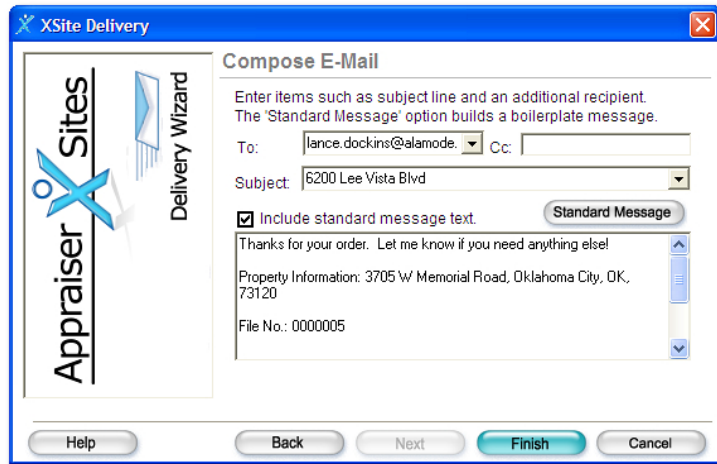 XSite Delivery
Appraiser XSites
Delivery Wizard
Compose E-Mail
Enter items such as subject line and an additional recipient.
The 'Standard Message' option builds a boilerplate message.
To: lance.dockins@alamode. Cc:
Subject: 6200 Lee Vista Blvd
Include standard message text. Standard Message
Thanks for your order. Let me know if you need anything else!
Property Information: 3705 W Memorial Road, Oklahoma City, OK,
73120
File No.: 0000005
Help Back Next Finish Cancel